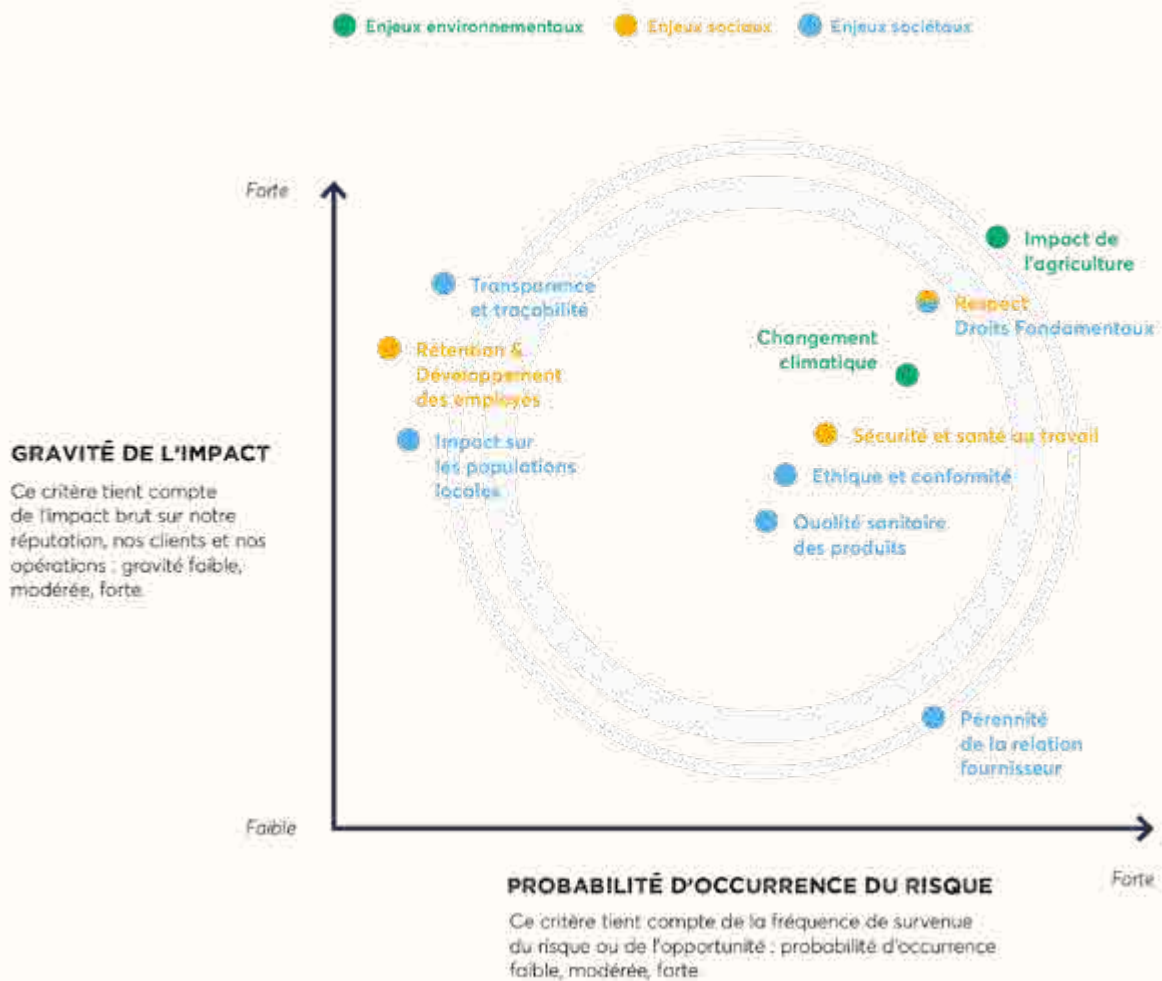 Enjeux environnementaux
Enjeux sociaux
Enjeux sociétaux
Forte
Impact de
l'agriculture
Transparence
et traçabilité
Respect
Droits Fondamentaux
Changement
climatique
Rétention &
Développement
des employés
Sécurité et santé au travail
Impact sur
les populations
locales
Ethique et conformité
Qualité sanitaire
des produits
GRAVITÉ DE L'IMPACT
Ce critère tient compte
de l'impact brut sur notre
réputation, nos clients et nos
opérations : gravité faible,
modérée, forte.
Pérennité
de la relation
fournisseur
Faible
PROBABILITÉ D'OCCURRENCE DU RISQUE
Forte
Ce critère tient compte de la fréquence de survenue
du risque ou de l'opportunité : probabilité d'occurrence
faible, modérée, forte